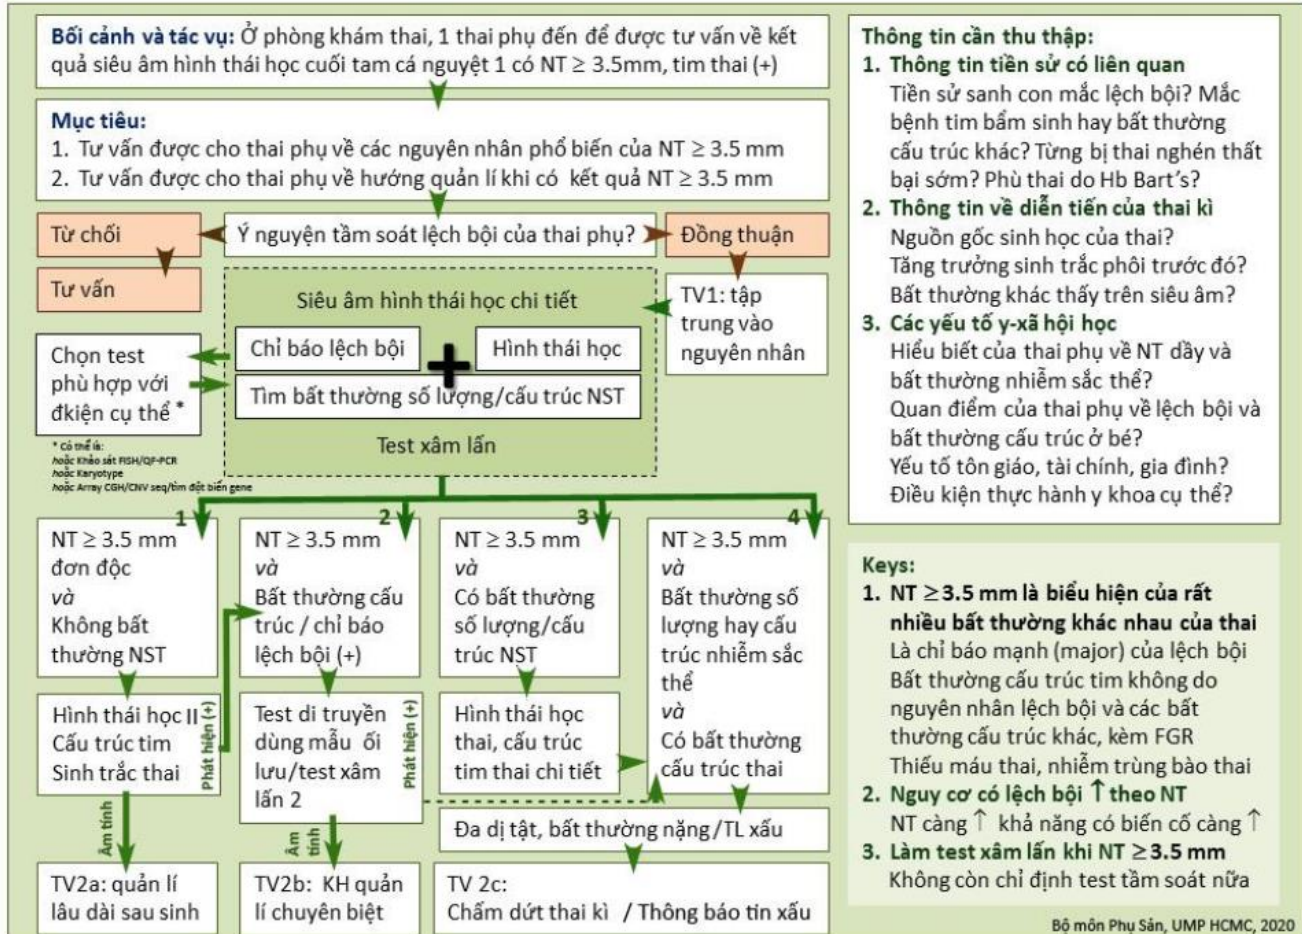 Bối cảnh và tác vụ: Ở phòng khám thai, 1 thai phụ đến để được tư vấn về kết
quả siêu âm hình thái học cuối tam cá nguyệt 1 có NT ≥ 3.5mm, tim thai (+)
Mục tiêu:
1. Tư vấn được cho thai phụ về các nguyên nhân phổ biến của NT ≥ 3.5 mm
2. Tư vấn được cho thai phụ về hướng quản lí khi có kết quả NT ≥ 3.5 mm
Từ chối
Ý nguyện tầm soát lệch bội của thai phụ?
Đồng thuận
Tư vấn
Siêu âm hình thái học chi tiết
TV1: tập
trung vào
nguyên nhân
Chọn test
phù hợp với
đkiện cụ thể *
Chỉ báo lệch bội
+
Hình thái học
Tìm bất thường số lượng/cấu trúc NST
Test xâm lấn
* Có thể là:
hoặc Khảo sát FISH/QF-PCR
hoặc Karyotype
hoặc Array CGH/CNV seq/tìm đột biến gene
1
NT ≥ 3.5 mm
đơn độc
và
Không bất
thường NST
2
NT ≥ 3.5 mm
và
Bất thường cấu
trúc / chỉ báo
lệch bội (+)
3
NT ≥ 3.5 mm
và
Có bất thường
số lượng/cấu
trúc NST
4
NT ≥ 3.5 mm
và
Bất thường số
lượng hay cấu
trúc nhiễm sắc
thể
và
Có bất thường
cấu trúc thai
Hình thái học II
Cấu trúc tim
Sinh trắc thai
Phát hiện (+)
Test di truyền
dùng mẫu ối
lưu/test xâm
lấn 2
Phát hiện (+)
Hình thái học
thai, cấu trúc
tim thai chi tiết
Âm tính
Âm tính
Đa dị tật, bất thường nặng/TL xấu
TV2a: quản lí
lâu dài sau sinh
TV2b: KH quản
lí chuyên biệt
TV 2c:
Chấm dứt thai kì / Thông báo tin xấu
Thông tin cần thu thập:
1. Thông tin tiền sử có liên quan
Tiền sử sanh con mắc lệch bội? Mắc
bệnh tim bẩm sinh hay bất thường
cấu trúc khác? Từng bị thai nghén thất
bại sớm? Phù thai do Hb Bart's?
2. Thông tin về diễn tiến của thai kì
Nguồn gốc sinh học của thai?
Tăng trưởng sinh trắc phôi trước đó?
Bất thường khác thấy trên siêu âm?
3. Các yếu tố y-xã hội học
Hiểu biết của thai phụ về NT dầy và
bất thường nhiễm sắc thể?
Quan điểm của thai phụ về lệch bội và
bất thường cấu trúc ở bé?
Yếu tố tôn giáo, tài chính, gia đình?
Điều kiện thực hành y khoa cụ thể?
Keys:
1. NT ≥ 3.5 mm là biểu hiện của rất
nhiều bất thường khác nhau của thai
Là chỉ báo mạnh (major) của lệch bội
Bất thường cấu trúc tim không do
nguyên nhân lệch bội và các bất
thường cấu trúc khác, kèm FGR
Thiếu máu thai, nhiễm trùng bào thai
2. Nguy cơ có lệch bội ↑ theo NT
NT càng ↑ khả năng có biến cố càng ↑
3. Làm test xâm lấn khi NT ≥ 3.5 mm
Không còn chỉ định test tầm soát nữa
Bộ môn Phụ Sản, UMP HCMC, 2020